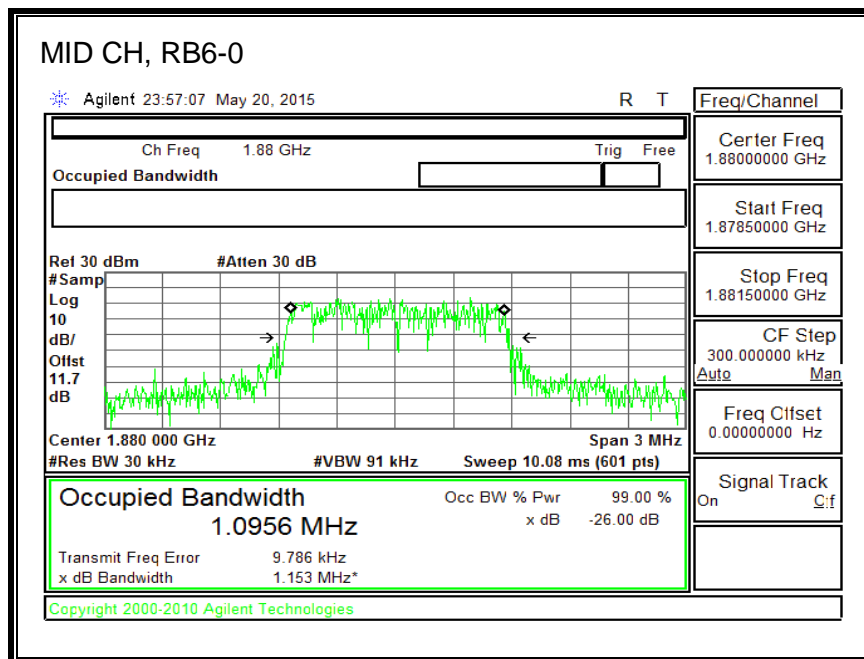 MID CH, RB6-0
Agilent 23:57:07 May 20, 2015 R T
Freq/Channel
Ch Freq 1.88 GHz Trig Free
Occupied Bandwidth
Center Freq
1.88000000 GHz
Start Freq
1.87850000 GHz
Stop Freq
1.88150000 GHz
CF Step
300.000000 kHz
Auto Man
Freq Offset
0.00000000 Hz
Signal Track
On Off
Ref 30 dBm #Atten 30 dB
#Samp
Log
10
dB/
Offst
11.7
dB
Center 1.880 000 GHz Span 3 MHz
#Res BW 30 kHz #VBW 91 kHz Sweep 10.08 ms (601 pts)
Occupied Bandwidth Occ BW % Pwr 99.00 %
1.0956 MHz x dB -26.00 dB
Transmit Freq Error 9.786 kHz
x dB Bandwidth 1.153 MHz*
Copyright 2000-2010 Agilent Technologies